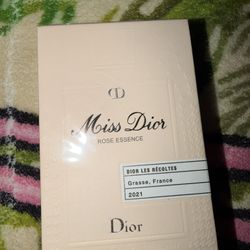 CD
Miss Dior
ROSE ESSENCE
DIOR LES RÉCOLTES
Grasse, France
2021
Dior